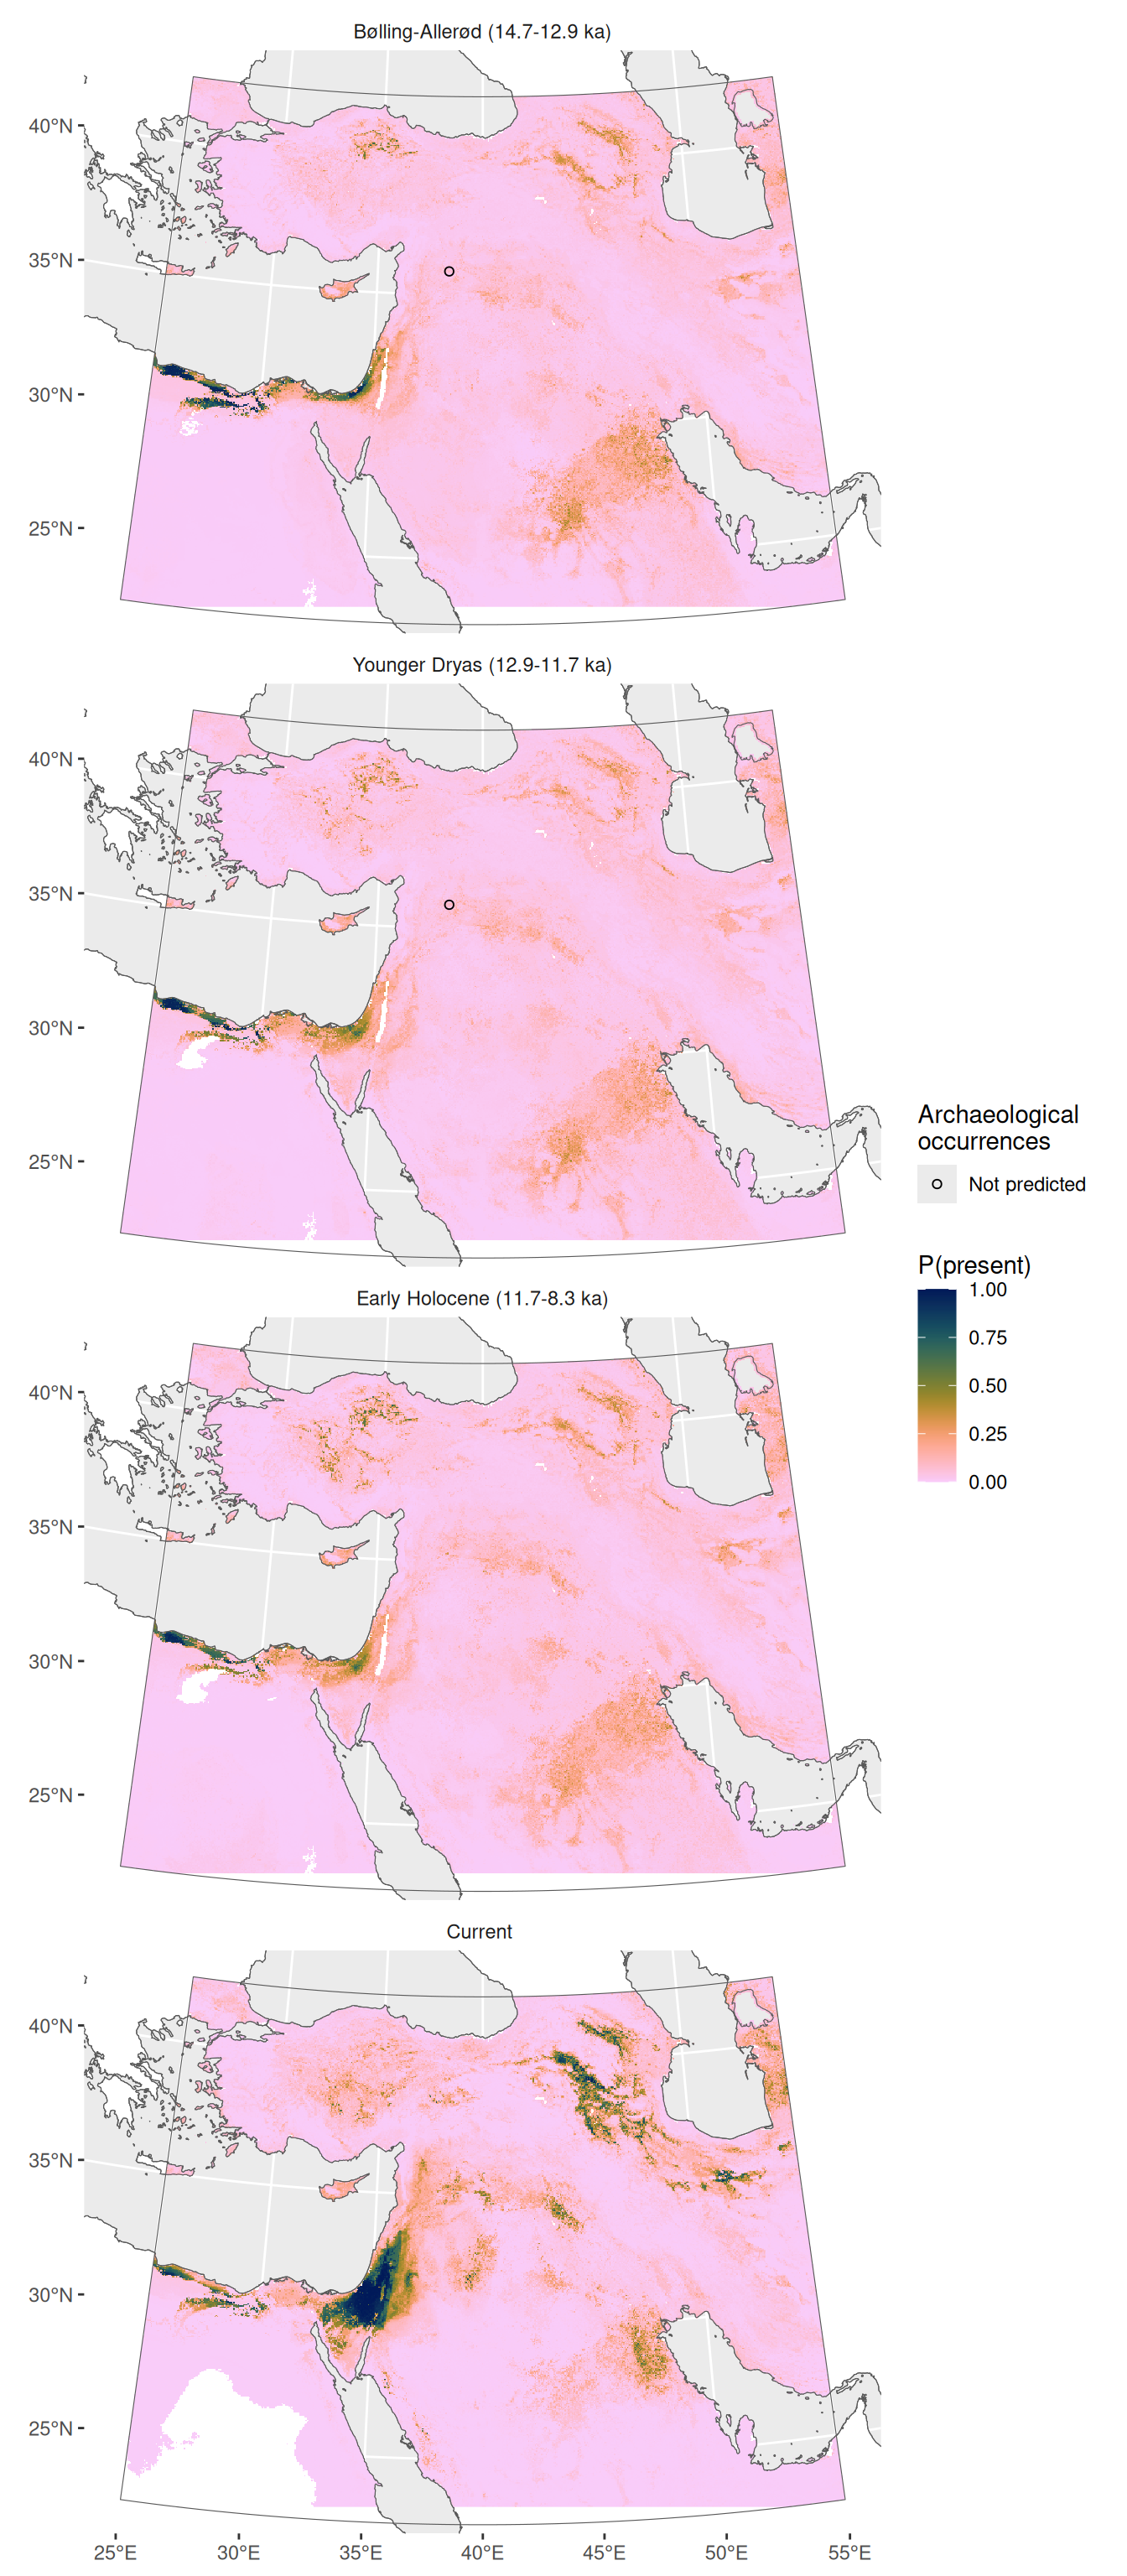 Bølling-Allerød (14.7-12.9 ka)
40°N
35°N
30°N
25°N
Younger Dryas (12.9-11.7 ka)
40°N
35°N
30°N
25°N
Archaeological
occurrences
Not predicted
P(present)
1.00
0.75
0.50
0.25
0.00
Early Holocene (11.7-8.3 ka)
40°N
35°N
30°N
25°N
Current
40°N
35°N
30°N
25°N
25°E 30°E 35°E 40°E 45°E 50°E 55°E